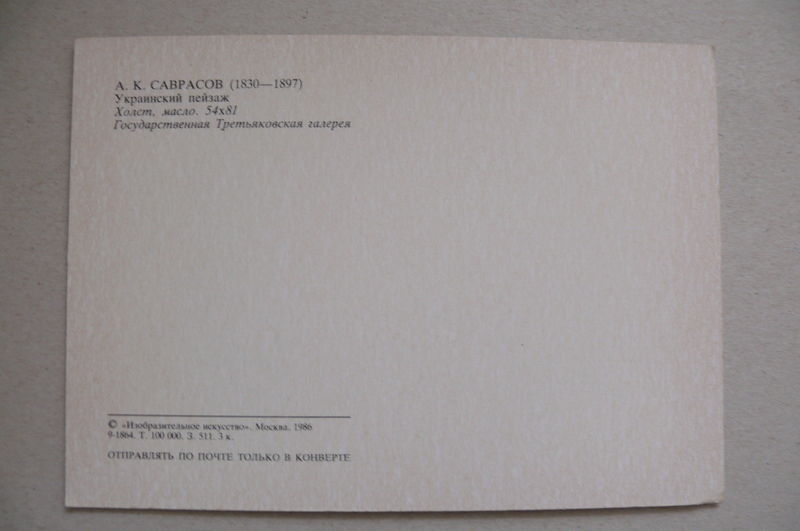 А. К. САВРАСОВ (1830—1897)
Украинский пейзаж
Холст, масло. 54х81
Государственная Третьяковская галерея
© «Изобразительное искусство». Москва. 1986
9-1864. Т. 100 000. З. 511. 3 к.
ОТПРАВЛЯТЬ ПО ПОЧТЕ ТОЛЬКО В КОНВЕРТЕ